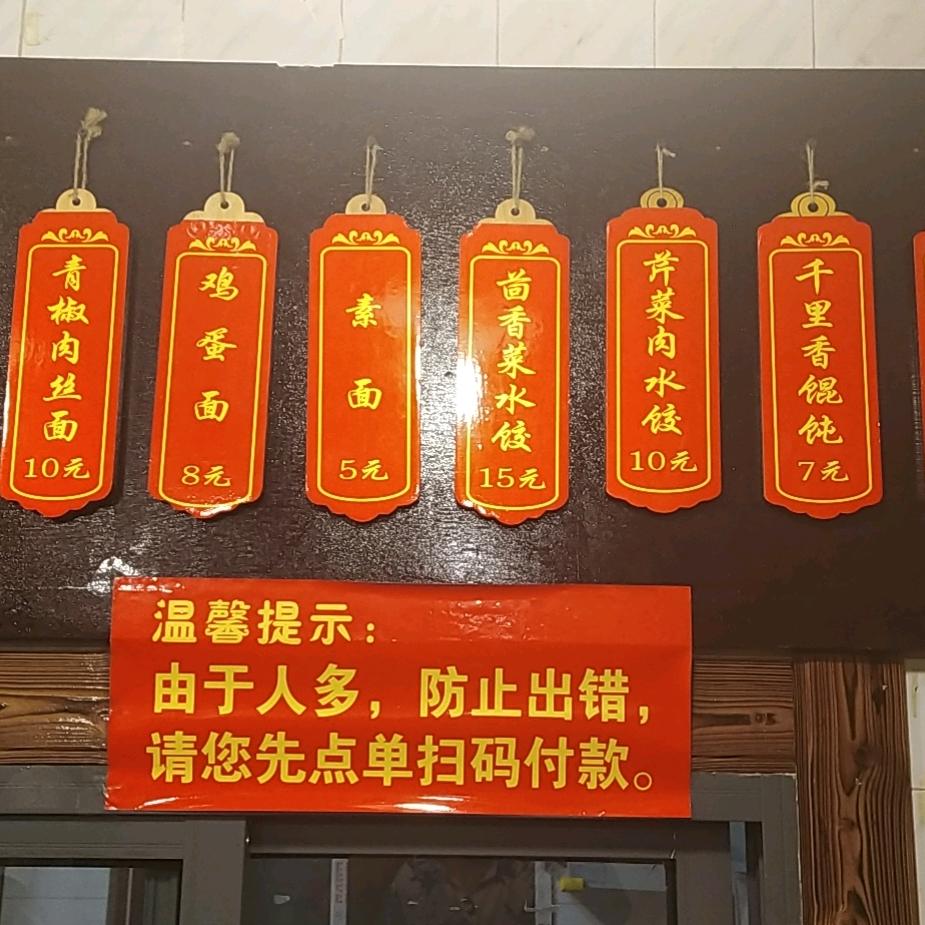 青椒肉丝面
10元
鸡蛋面
8元
素面
5元
茴香菜水饺
15元
芹菜肉水饺
10元
千里香馄饨
7元
温馨提示：
由于人多，防止出错，
请您先点单扫码付款。